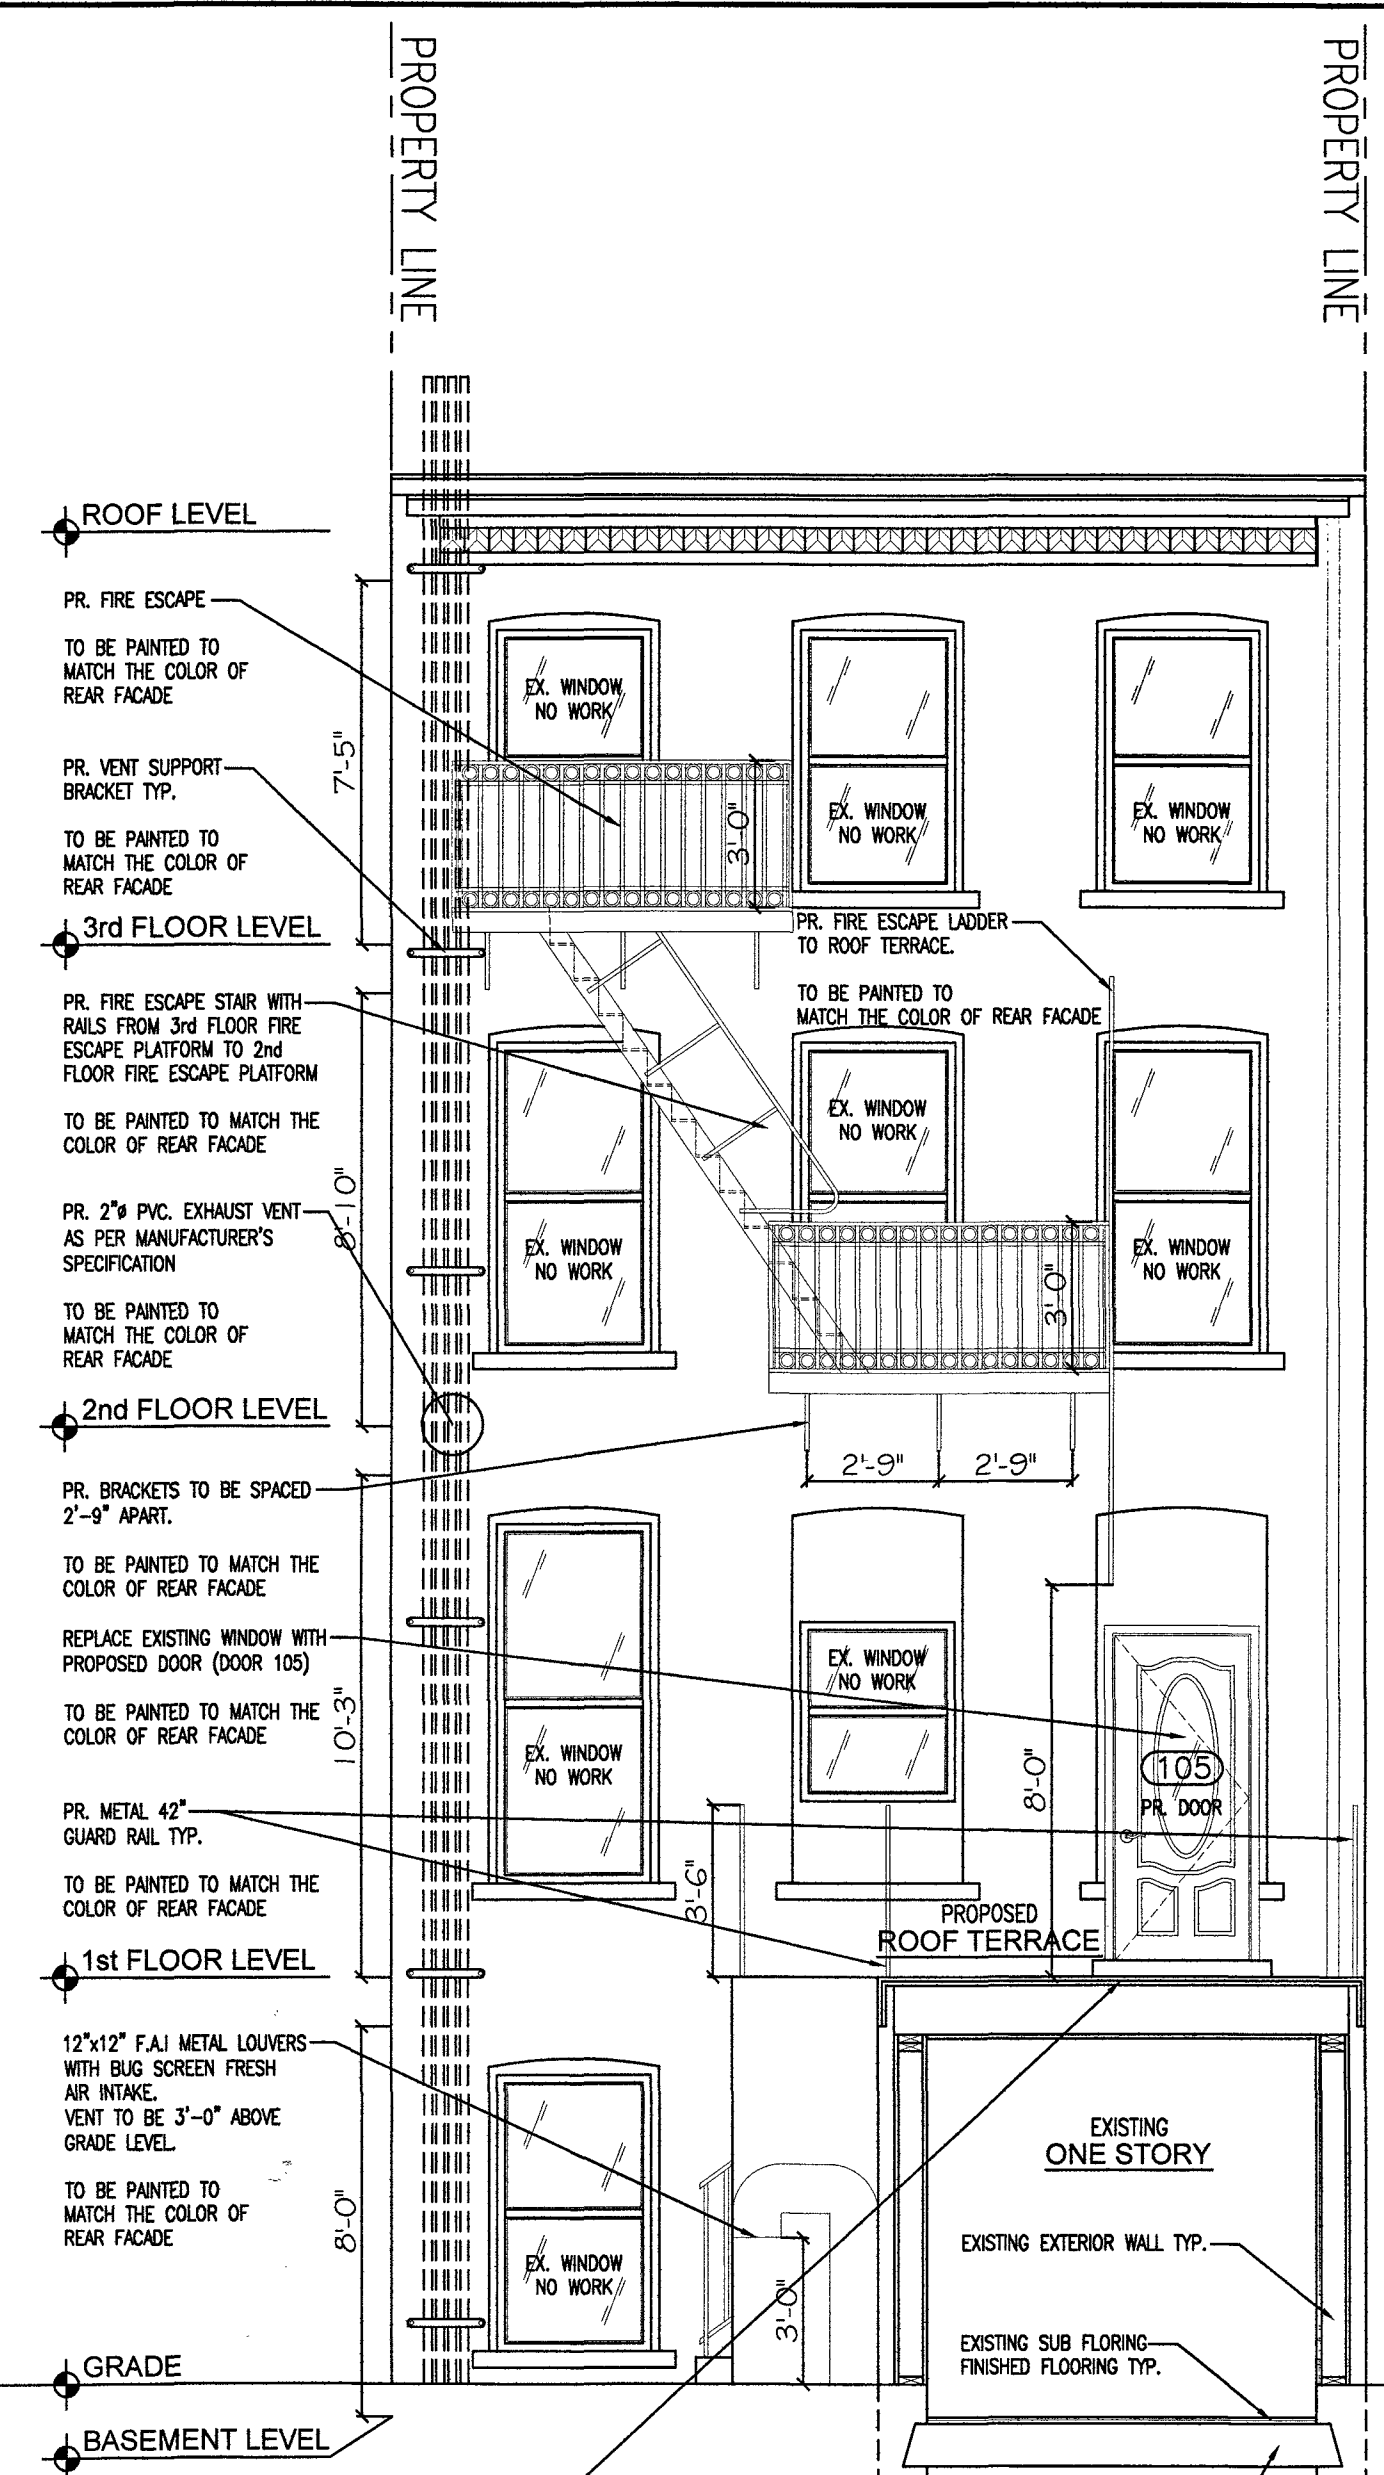 PROPERTY LINE
PROPERTY LINE
ROOF LEVEL
PR. FIRE ESCAPE
TO BE PAINTED TO
MATCH THE COLOR OF
REAR FACADE
PR. VENT SUPPORT
BRACKET TYP.
TO BE PAINTED TO
MATCH THE COLOR OF
REAR FACADE
7'-5"
EX. WINDOW
NO WORK
EX. WINDOW
NO WORK
EX. WINDOW
NO WORK
3'-0"
3rd FLOOR LEVEL
PR. FIRE ESCAPE LADDER
TO ROOF TERRACE.
TO BE PAINTED TO
MATCH THE COLOR OF REAR FACADE
PR. FIRE ESCAPE STAIR WITH
RAILS FROM 3rd FLOOR FIRE
ESCAPE PLATFORM TO 2nd
FLOOR FIRE ESCAPE PLATFORM
TO BE PAINTED TO MATCH THE
COLOR OF REAR FACADE
PR. 2"ø PVC. EXHAUST VENT
AS PER MANUFACTURER'S
SPECIFICATION
TO BE PAINTED TO
MATCH THE COLOR OF
REAR FACADE
8'-10"
EX. WINDOW
NO WORK
EX. WINDOW
NO WORK
EX. WINDOW
NO WORK
3'-0"
2nd FLOOR LEVEL
2'-9"
2'-9"
PR. BRACKETS TO BE SPACED
2'-9" APART.
TO BE PAINTED TO MATCH THE
COLOR OF REAR FACADE
REPLACE EXISTING WINDOW WITH
PROPOSED DOOR (DOOR 105)
TO BE PAINTED TO MATCH THE
COLOR OF REAR FACADE
10'-3"
EX. WINDOW
NO WORK
EX. WINDOW
NO WORK
8'-0"
105
PR. DOOR
PR. METAL 42"
GUARD RAIL TYP.
TO BE PAINTED TO MATCH THE
COLOR OF REAR FACADE
3'-6"
PROPOSED
ROOF TERRACE
1st FLOOR LEVEL
12"x12" F.A.I METAL LOUVERS
WITH BUG SCREEN FRESH
AIR INTAKE.
VENT TO BE 3'-0" ABOVE
GRADE LEVEL.
TO BE PAINTED TO
MATCH THE COLOR OF
REAR FACADE
8'-0"
EX. WINDOW
NO WORK
3'-0"
EXISTING
ONE STORY
EXISTING EXTERIOR WALL TYP.
EXISTING SUB FLORING
FINISHED FLOORING TYP.
GRADE
BASEMENT LEVEL